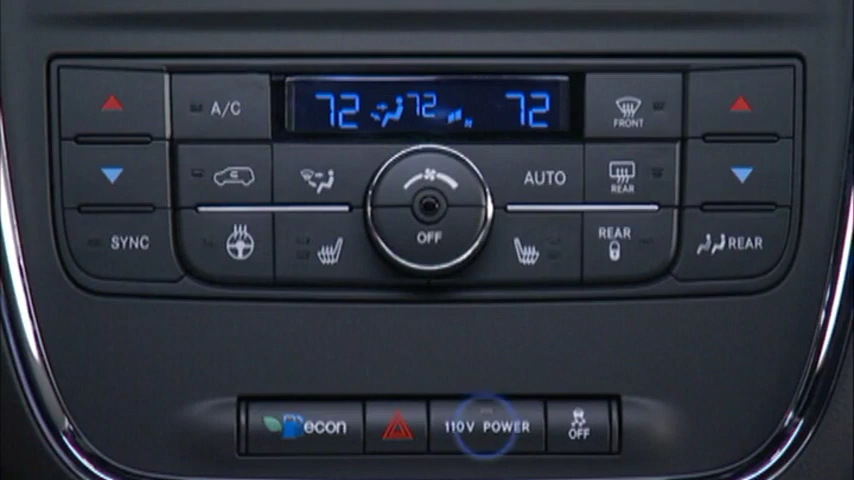 72 72 72
A/C
FRONT
AUTO
REAR
SYNC
OFF
REAR
REAR
econ
110V POWER
OFF